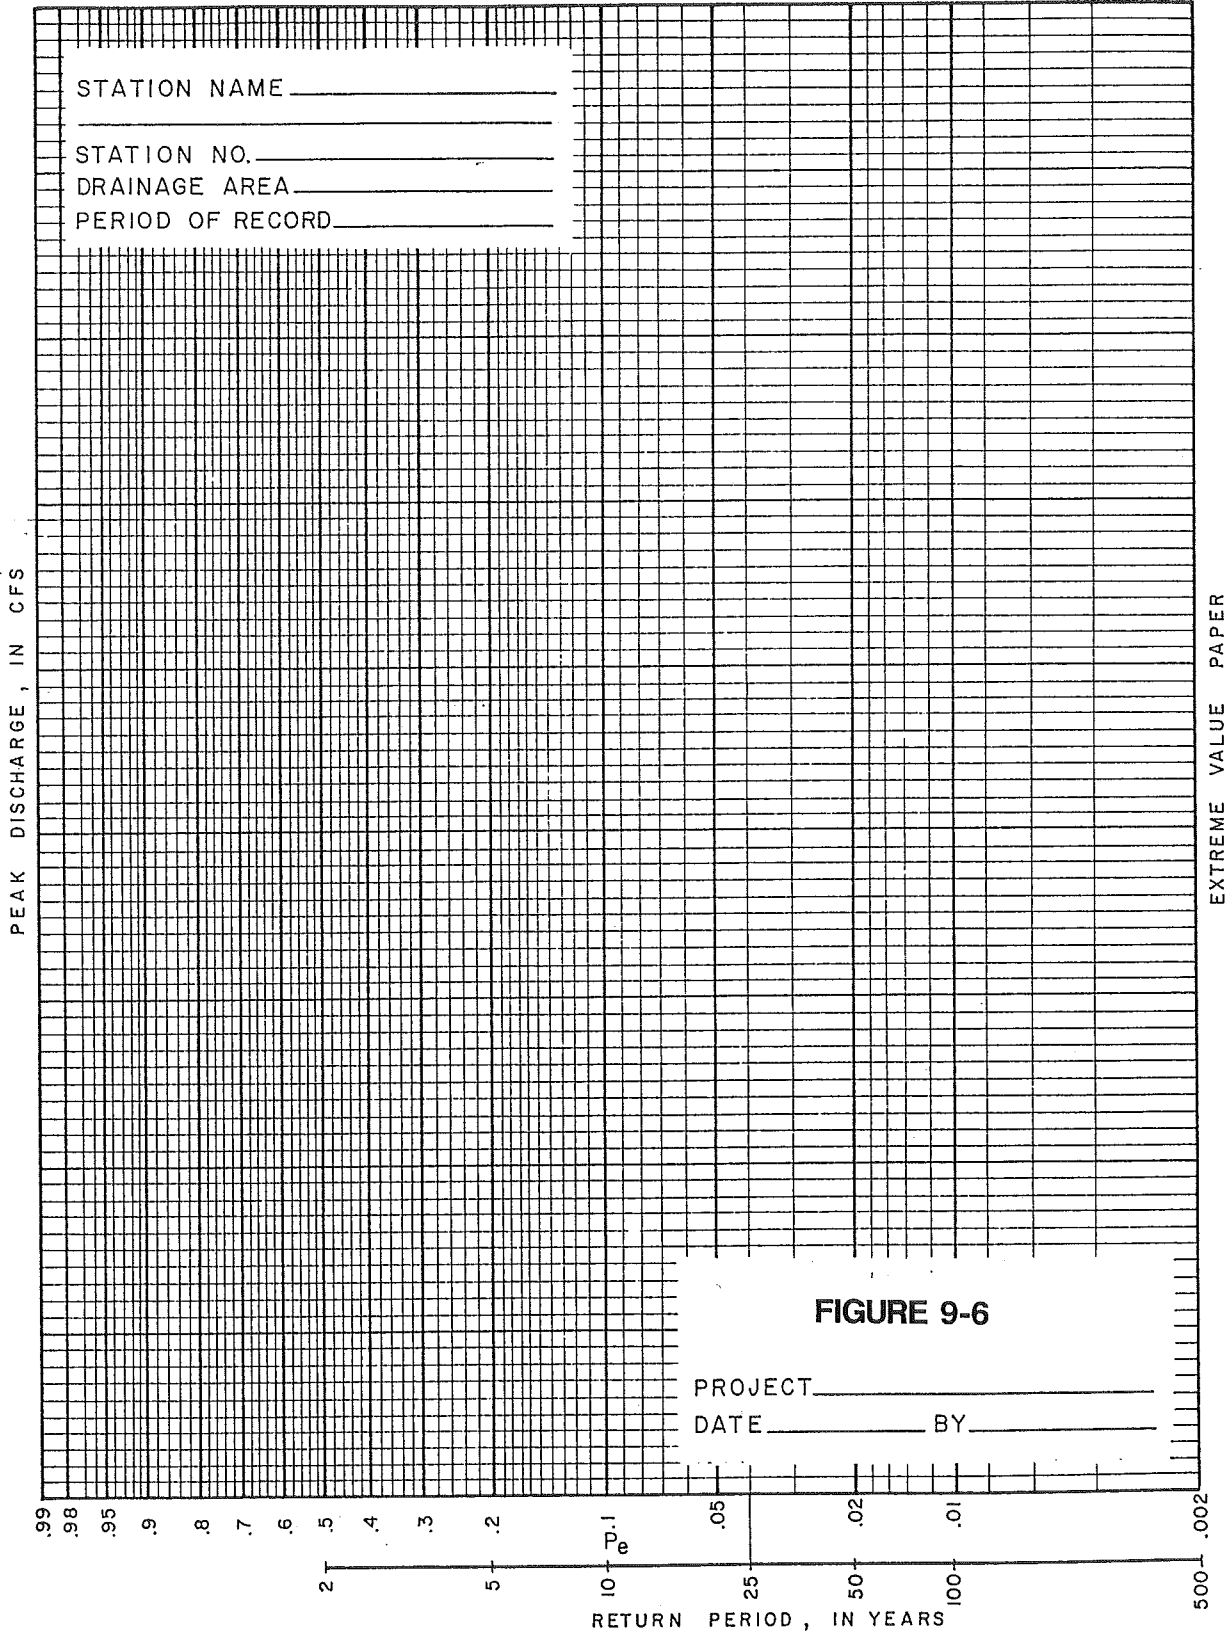 STATION NAME
STATION NO.
DRAINAGE AREA
PERIOD OF RECORD
PEAK DISCHARGE, IN CFS
EXTREME VALUE PAPER
FIGURE 9-6
PROJECT
DATE BY
.99 .98 .95 .9 .8 .7 .6 .5 .4 .3 .2 .1 .05 .02 .01 .002
Pe
2 5 10 25 50 100 500
RETURN PERIOD, IN YEARS